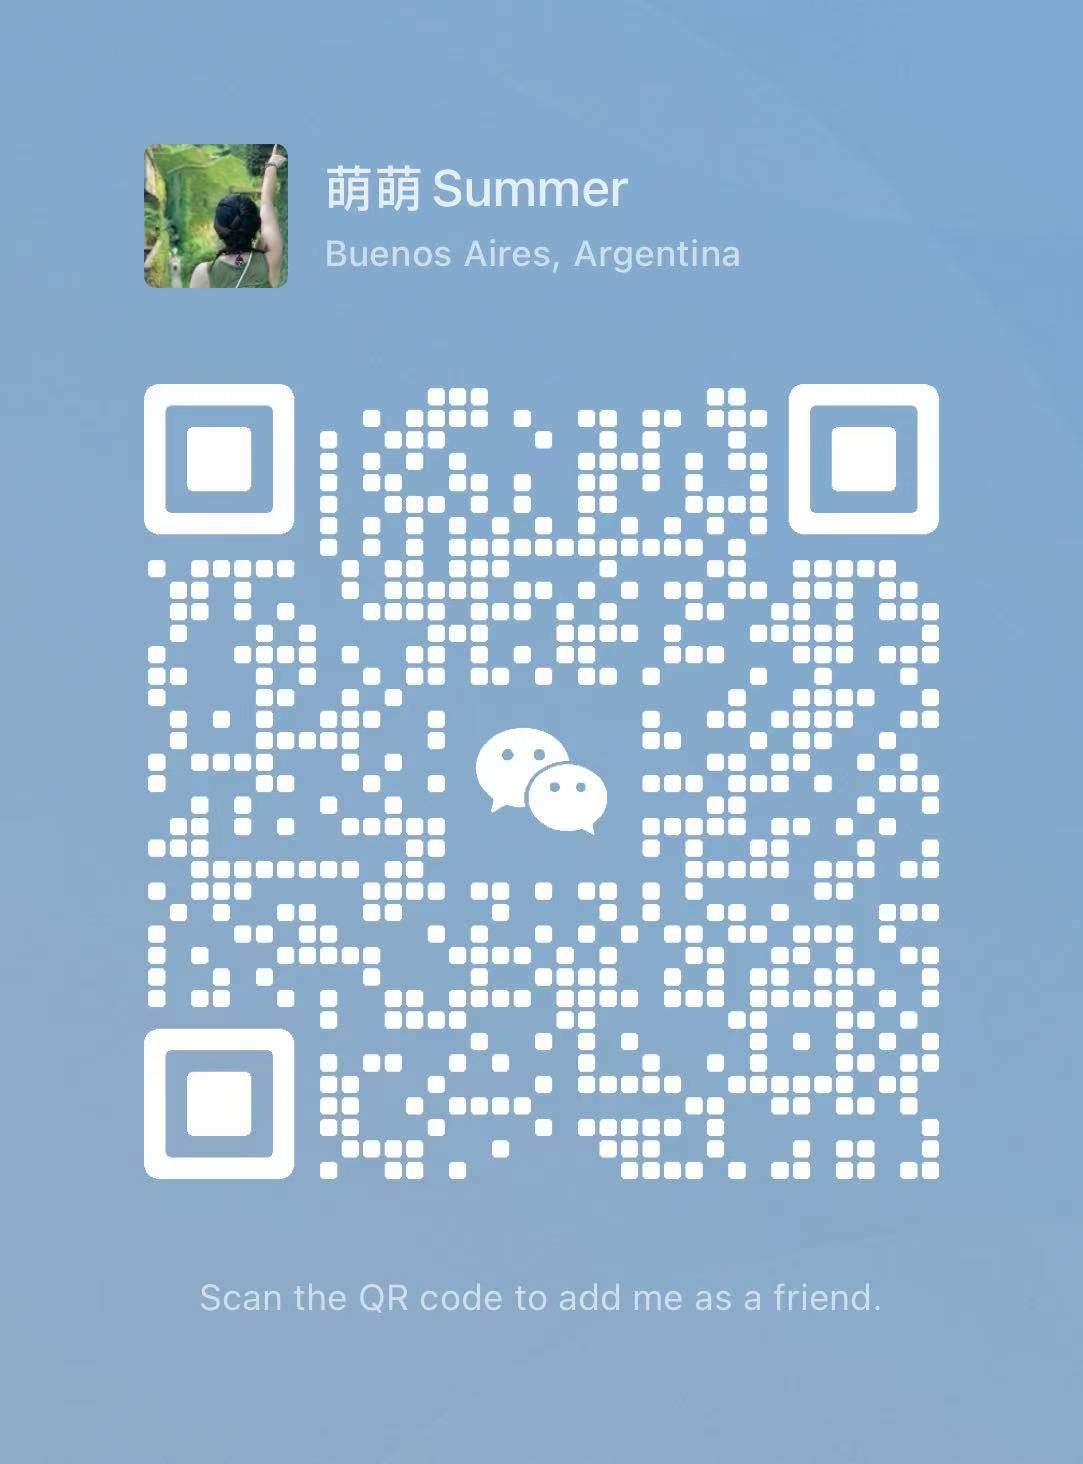 萌萌 Summer
Buenos Aires, Argentina
Scan the QR code to add me as a friend.